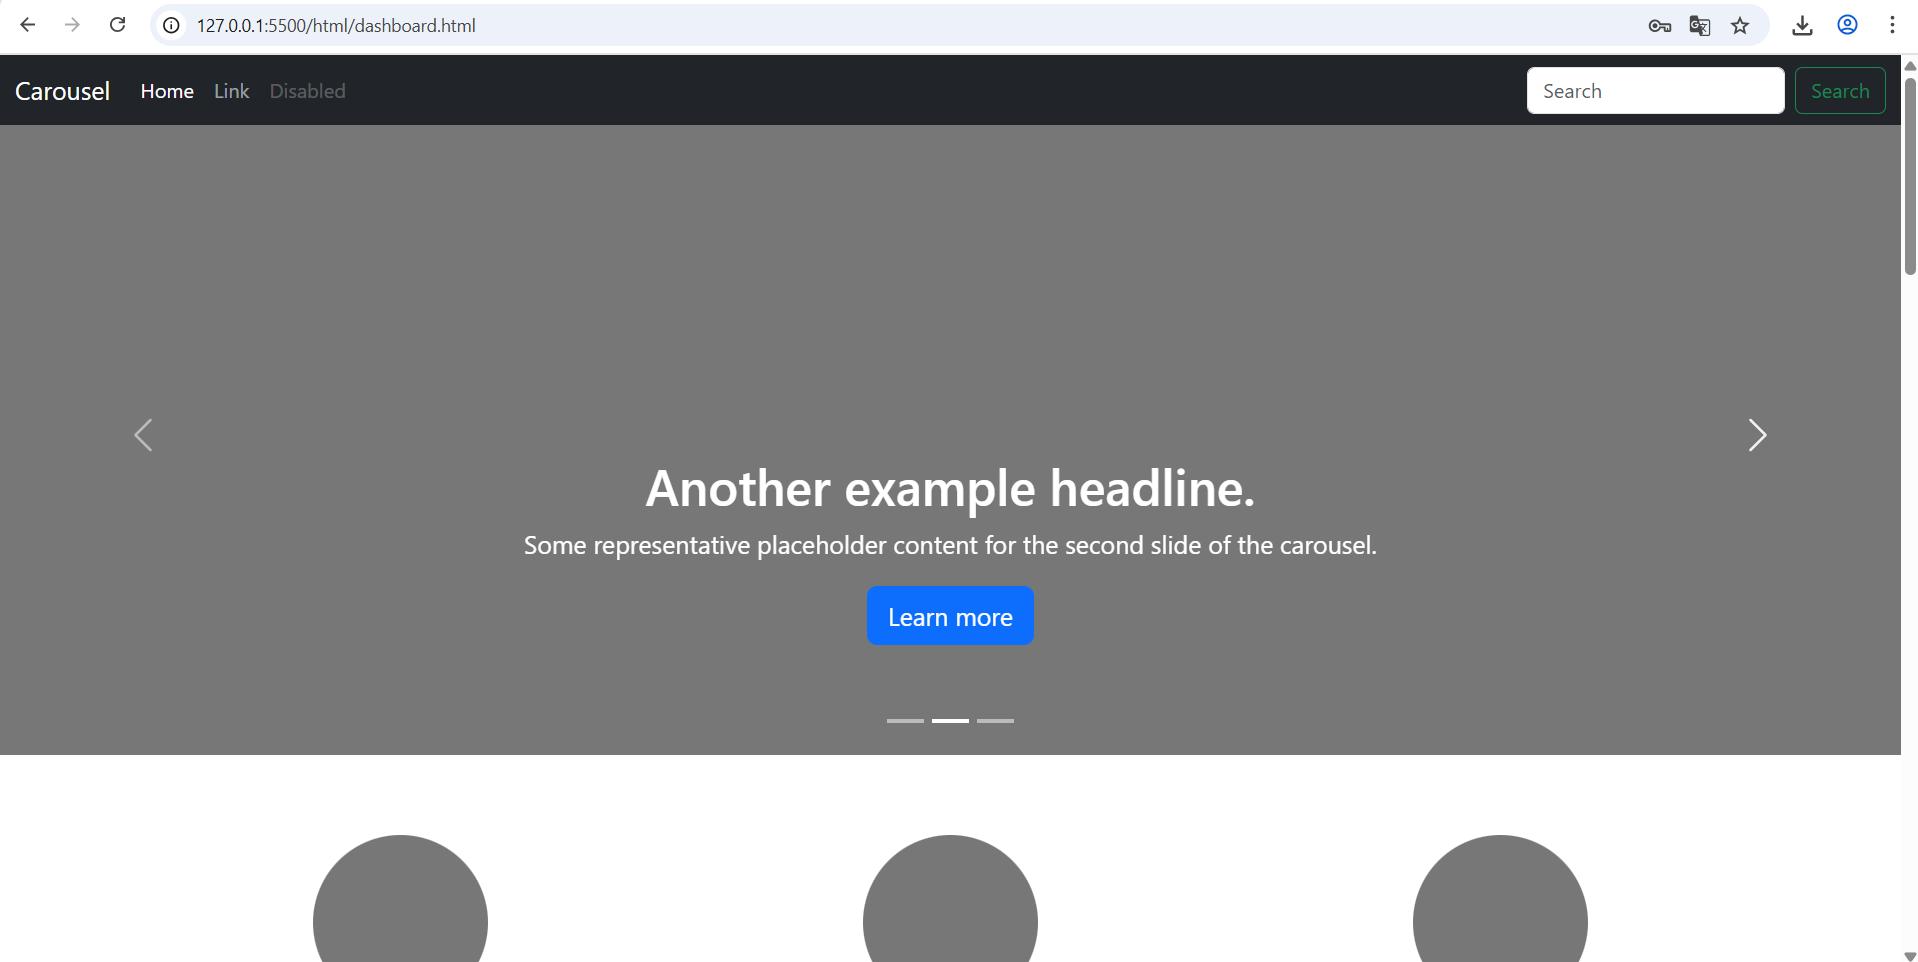 127.0.0.1:5500/html/dashboard.html
Carousel Home Link Disabled Search Search
Another example headline.
Some representative placeholder content for the second slide of the carousel.
Learn more